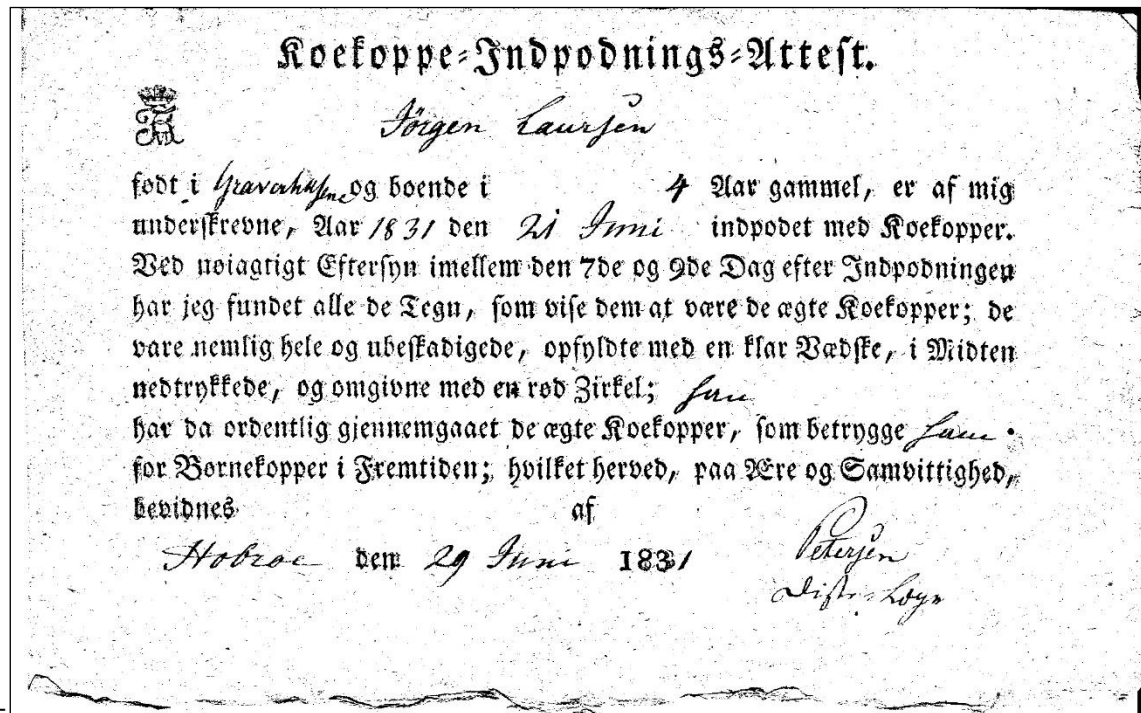 Koekoppe-Indpodnings-Attest.
Jörgen Laursen
født i og boende i 4 Aar gammel, er af mig
underskrevne, Aar 1831 den 21 Juni indpodet med Koekopper.
Ved nøiagtigt Eftersyn imellem den 7de og 9de Dag efter Indpodningen
har jeg fundet alle de Tegn, som vise dem at være de ægte Koekopper; de
vare nemlig hele og ubeskadigede, opfyldte med en klar Vædske, i Midten
nedtrykkede, og omgivne med en rød Zirkel; han
har da ordentlig gjennemgaaet de ægte Koekopper, som betrygge ham
for Børnekopper i Fremtiden; hvilket herved, paa Ære og Samvittighed,
bevidnes af
Hobroe den 29 Juni 1831 Petersen
Distr: Læge